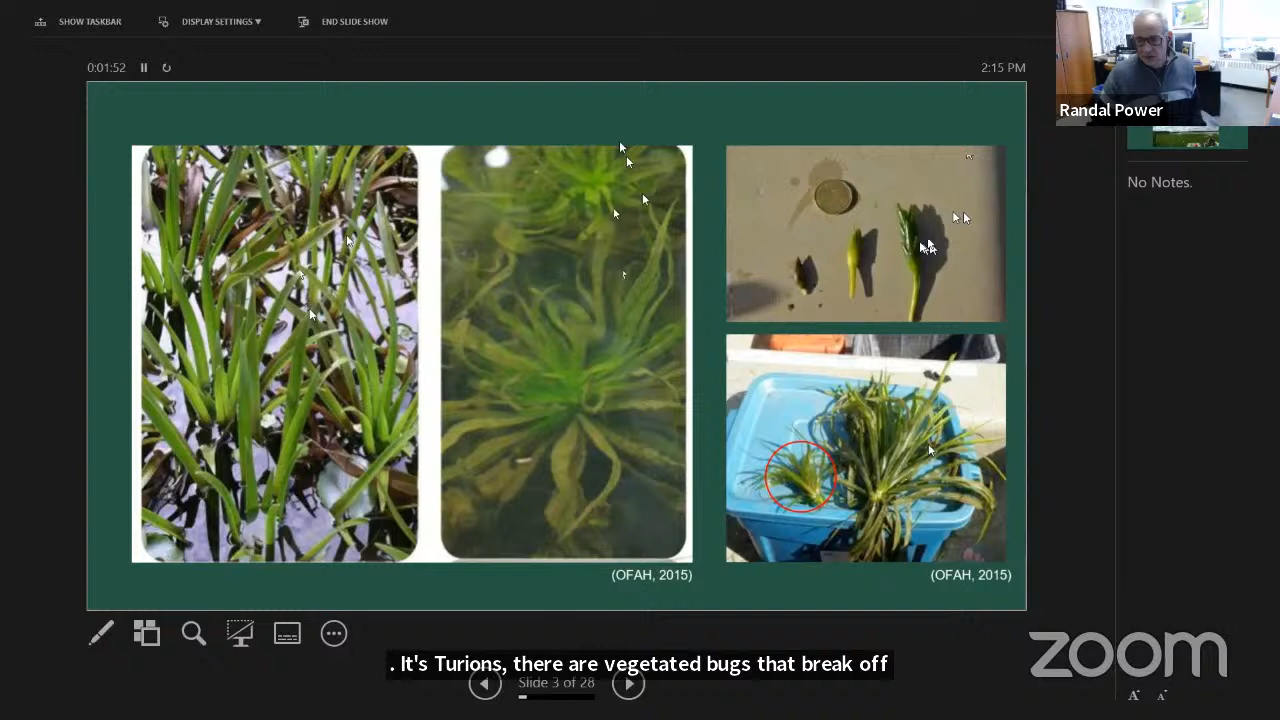 SHOW TASKBAR
DISPLAY SETTINGS ▼
END SLIDE SHOW
0:01:52
2:15 PM
Randal Power
No Notes.
(OFAH, 2015)
(OFAH, 2015)
. It's Turions, there are vegetated bugs that break off
Slide 3 of 28
zoom
A A